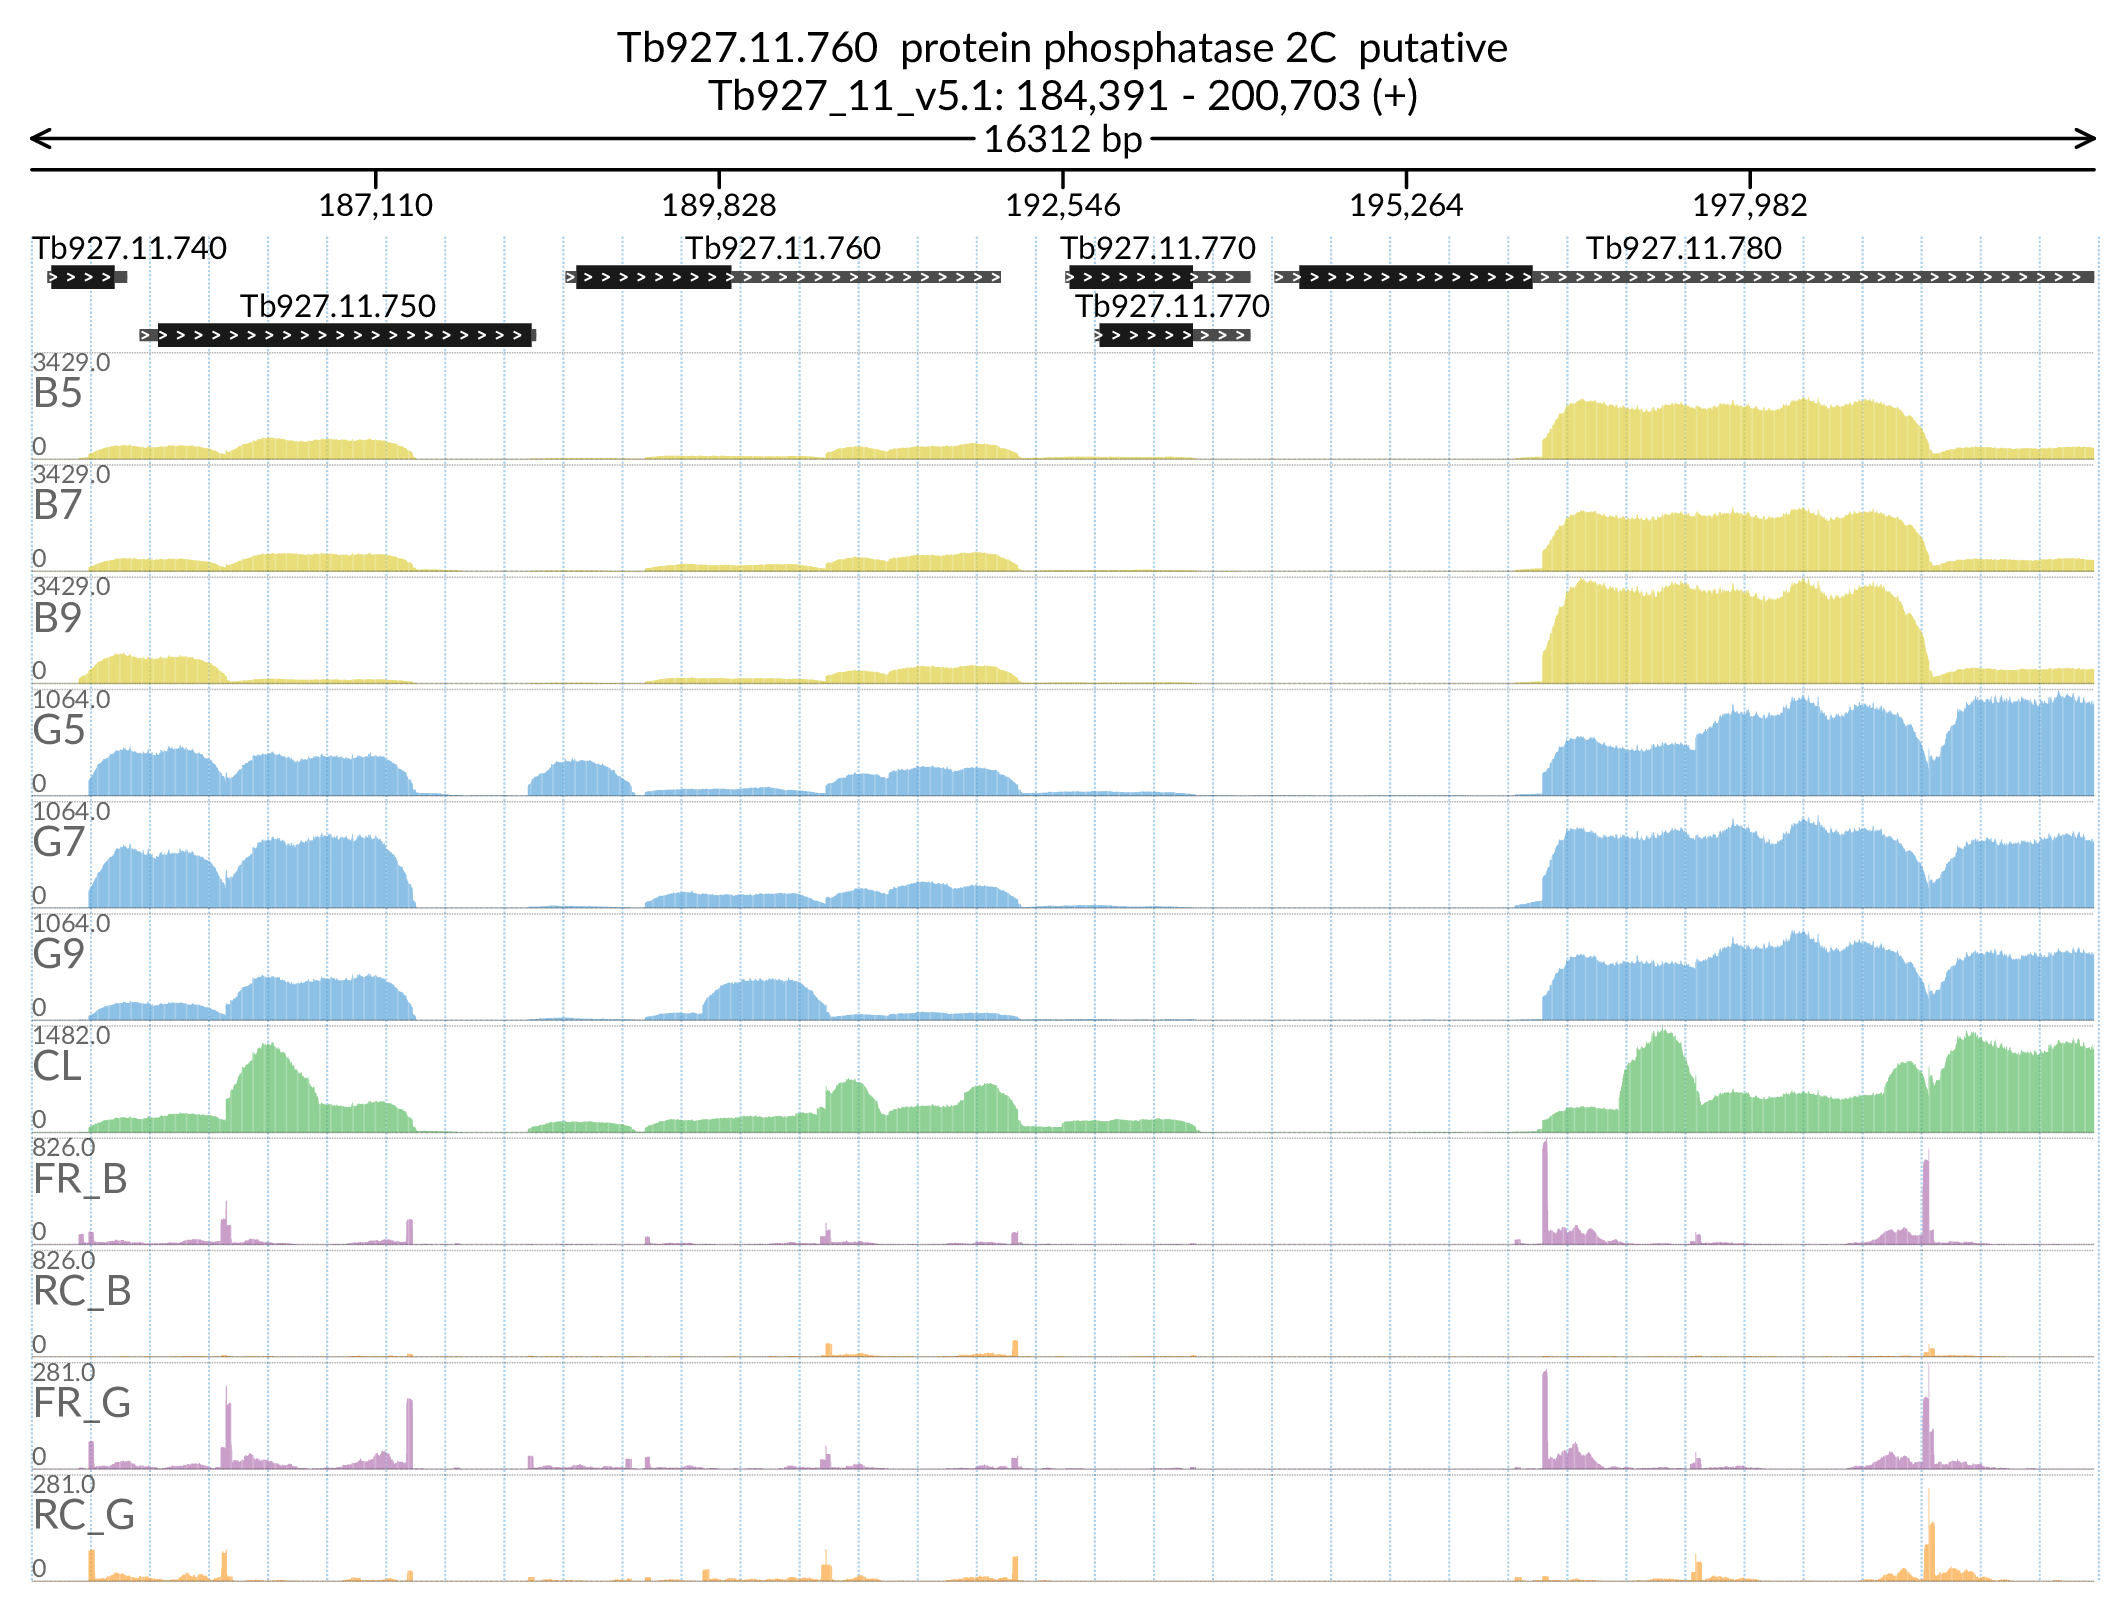 Tb927.11.760 protein phosphatase 2C putative
Tb927_11_v5.1: 184,391 - 200,703 (+)
16312 bp
187,110 189,828 192,546 195,264 197,982
Tb927.11.740 Tb927.11.760 Tb927.11.770 Tb927.11.780
Tb927.11.750 Tb927.11.770
3429.0
B5
0
3429.0
B7
0
3429.0
B9
0
1064.0
G5
0
1064.0
G7
0
1064.0
G9
0
1482.0
CL
0
826.0
FR_B
0
826.0
RC_B
0
281.0
FR_G
0
281.0
RC_G
0